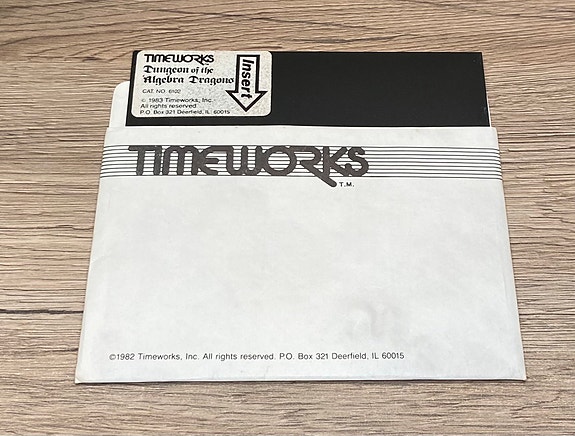 TIMEWORKS
Dungeon of the
Algebra Dragons
CAT. NO. 6102
© 1983 Timeworks, Inc.
All rights reserved
P.O. Box 321 Deerfield, IL 60015
Insert
TIMEWORKS
T.M.
©1982 Timeworks, Inc. All rights reserved. P.O. Box 321 Deerfield, IL 60015